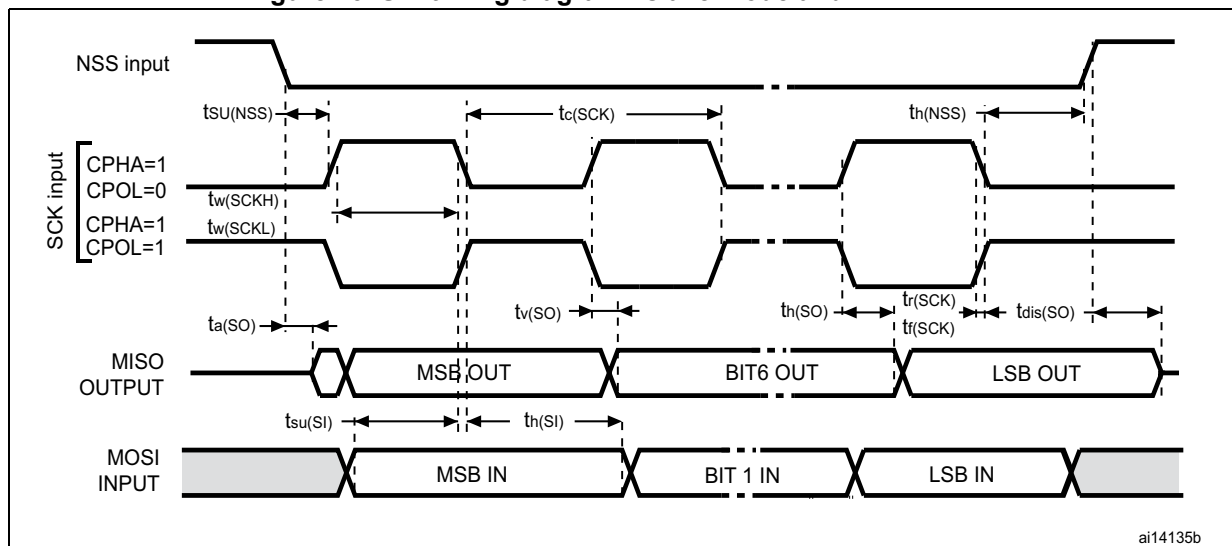 NSS input
tSU(NSS)
tc(SCK)
th(NSS)
SCK input
CPHA=1
CPOL=0
tw(SCKH)
CPHA=1
tw(SCKL)
CPOL=1
ta(SO)
tv(SO)
th(SO)
tr(SCK)
tf(SCK)
tdis(SO)
MISO
OUTPUT
MSB OUT
BIT6 OUT
LSB OUT
tsu(SI)
th(SI)
MOSI
INPUT
MSB IN
BIT 1 IN
LSB IN
ai14135b